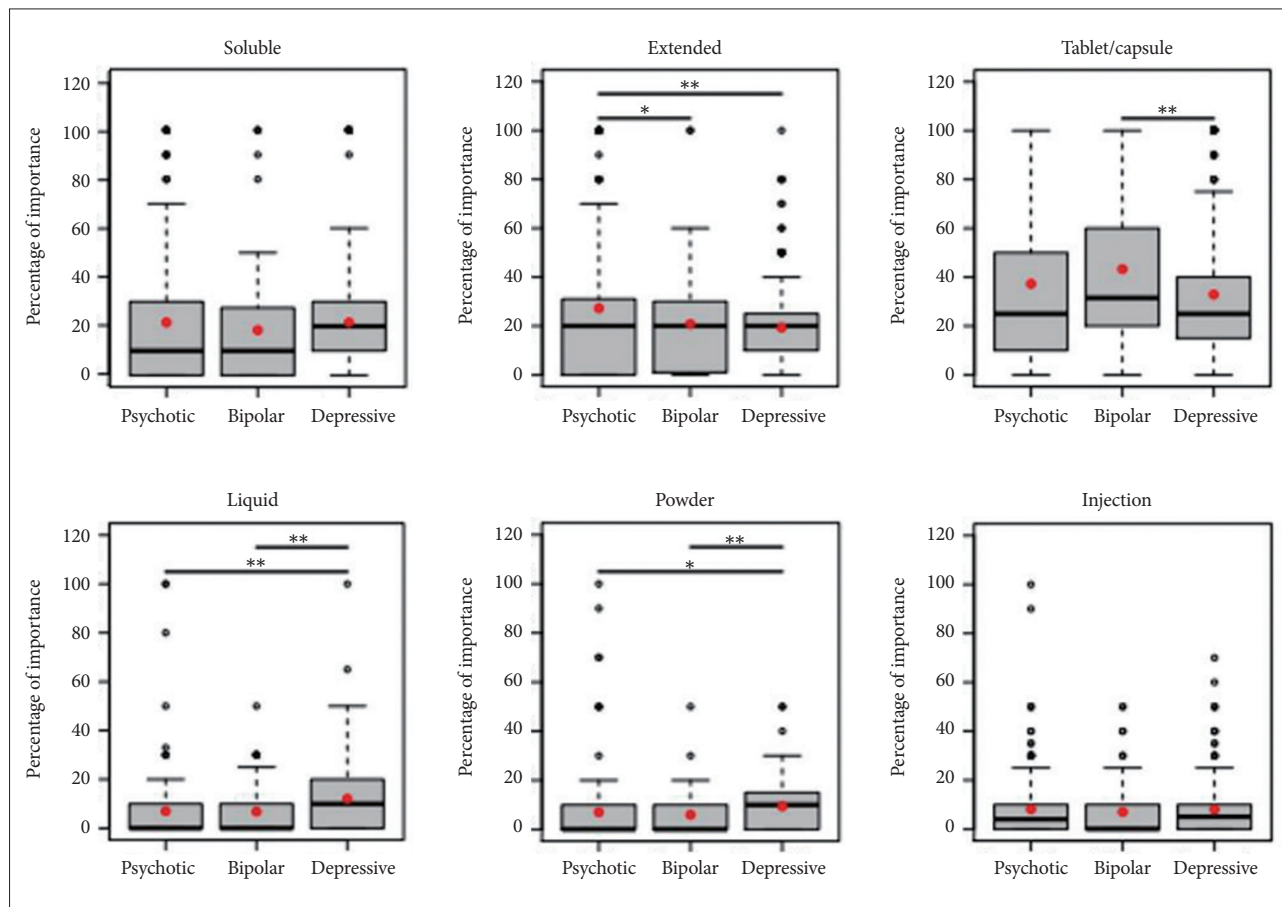 Soluble
120
100
80
60
40
20
0
Percentage of importance
Psychotic Bipolar Depressive
Extended
120
100
80
60
40
20
0
Percentage of importance
**
*
Psychotic Bipolar Depressive
Tablet/capsule
120
100
80
60
40
20
0
Percentage of importance
**
Psychotic Bipolar Depressive
Liquid
120
100
80
60
40
20
0
Percentage of importance
**
**
Psychotic Bipolar Depressive
Powder
120
100
80
60
40
20
0
Percentage of importance
**
*
Psychotic Bipolar Depressive
Injection
120
100
80
60
40
20
0
Percentage of importance
Psychotic Bipolar Depressive